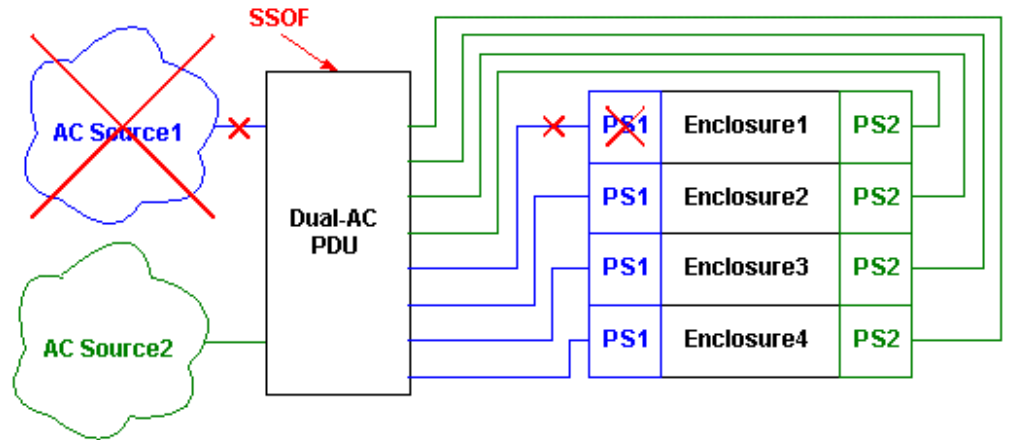 SSOF
AC Source1
Dual-AC
PDU
AC Source2
PS1 Enclosure1 PS2
PS1 Enclosure2 PS2
PS1 Enclosure3 PS2
PS1 Enclosure4 PS2